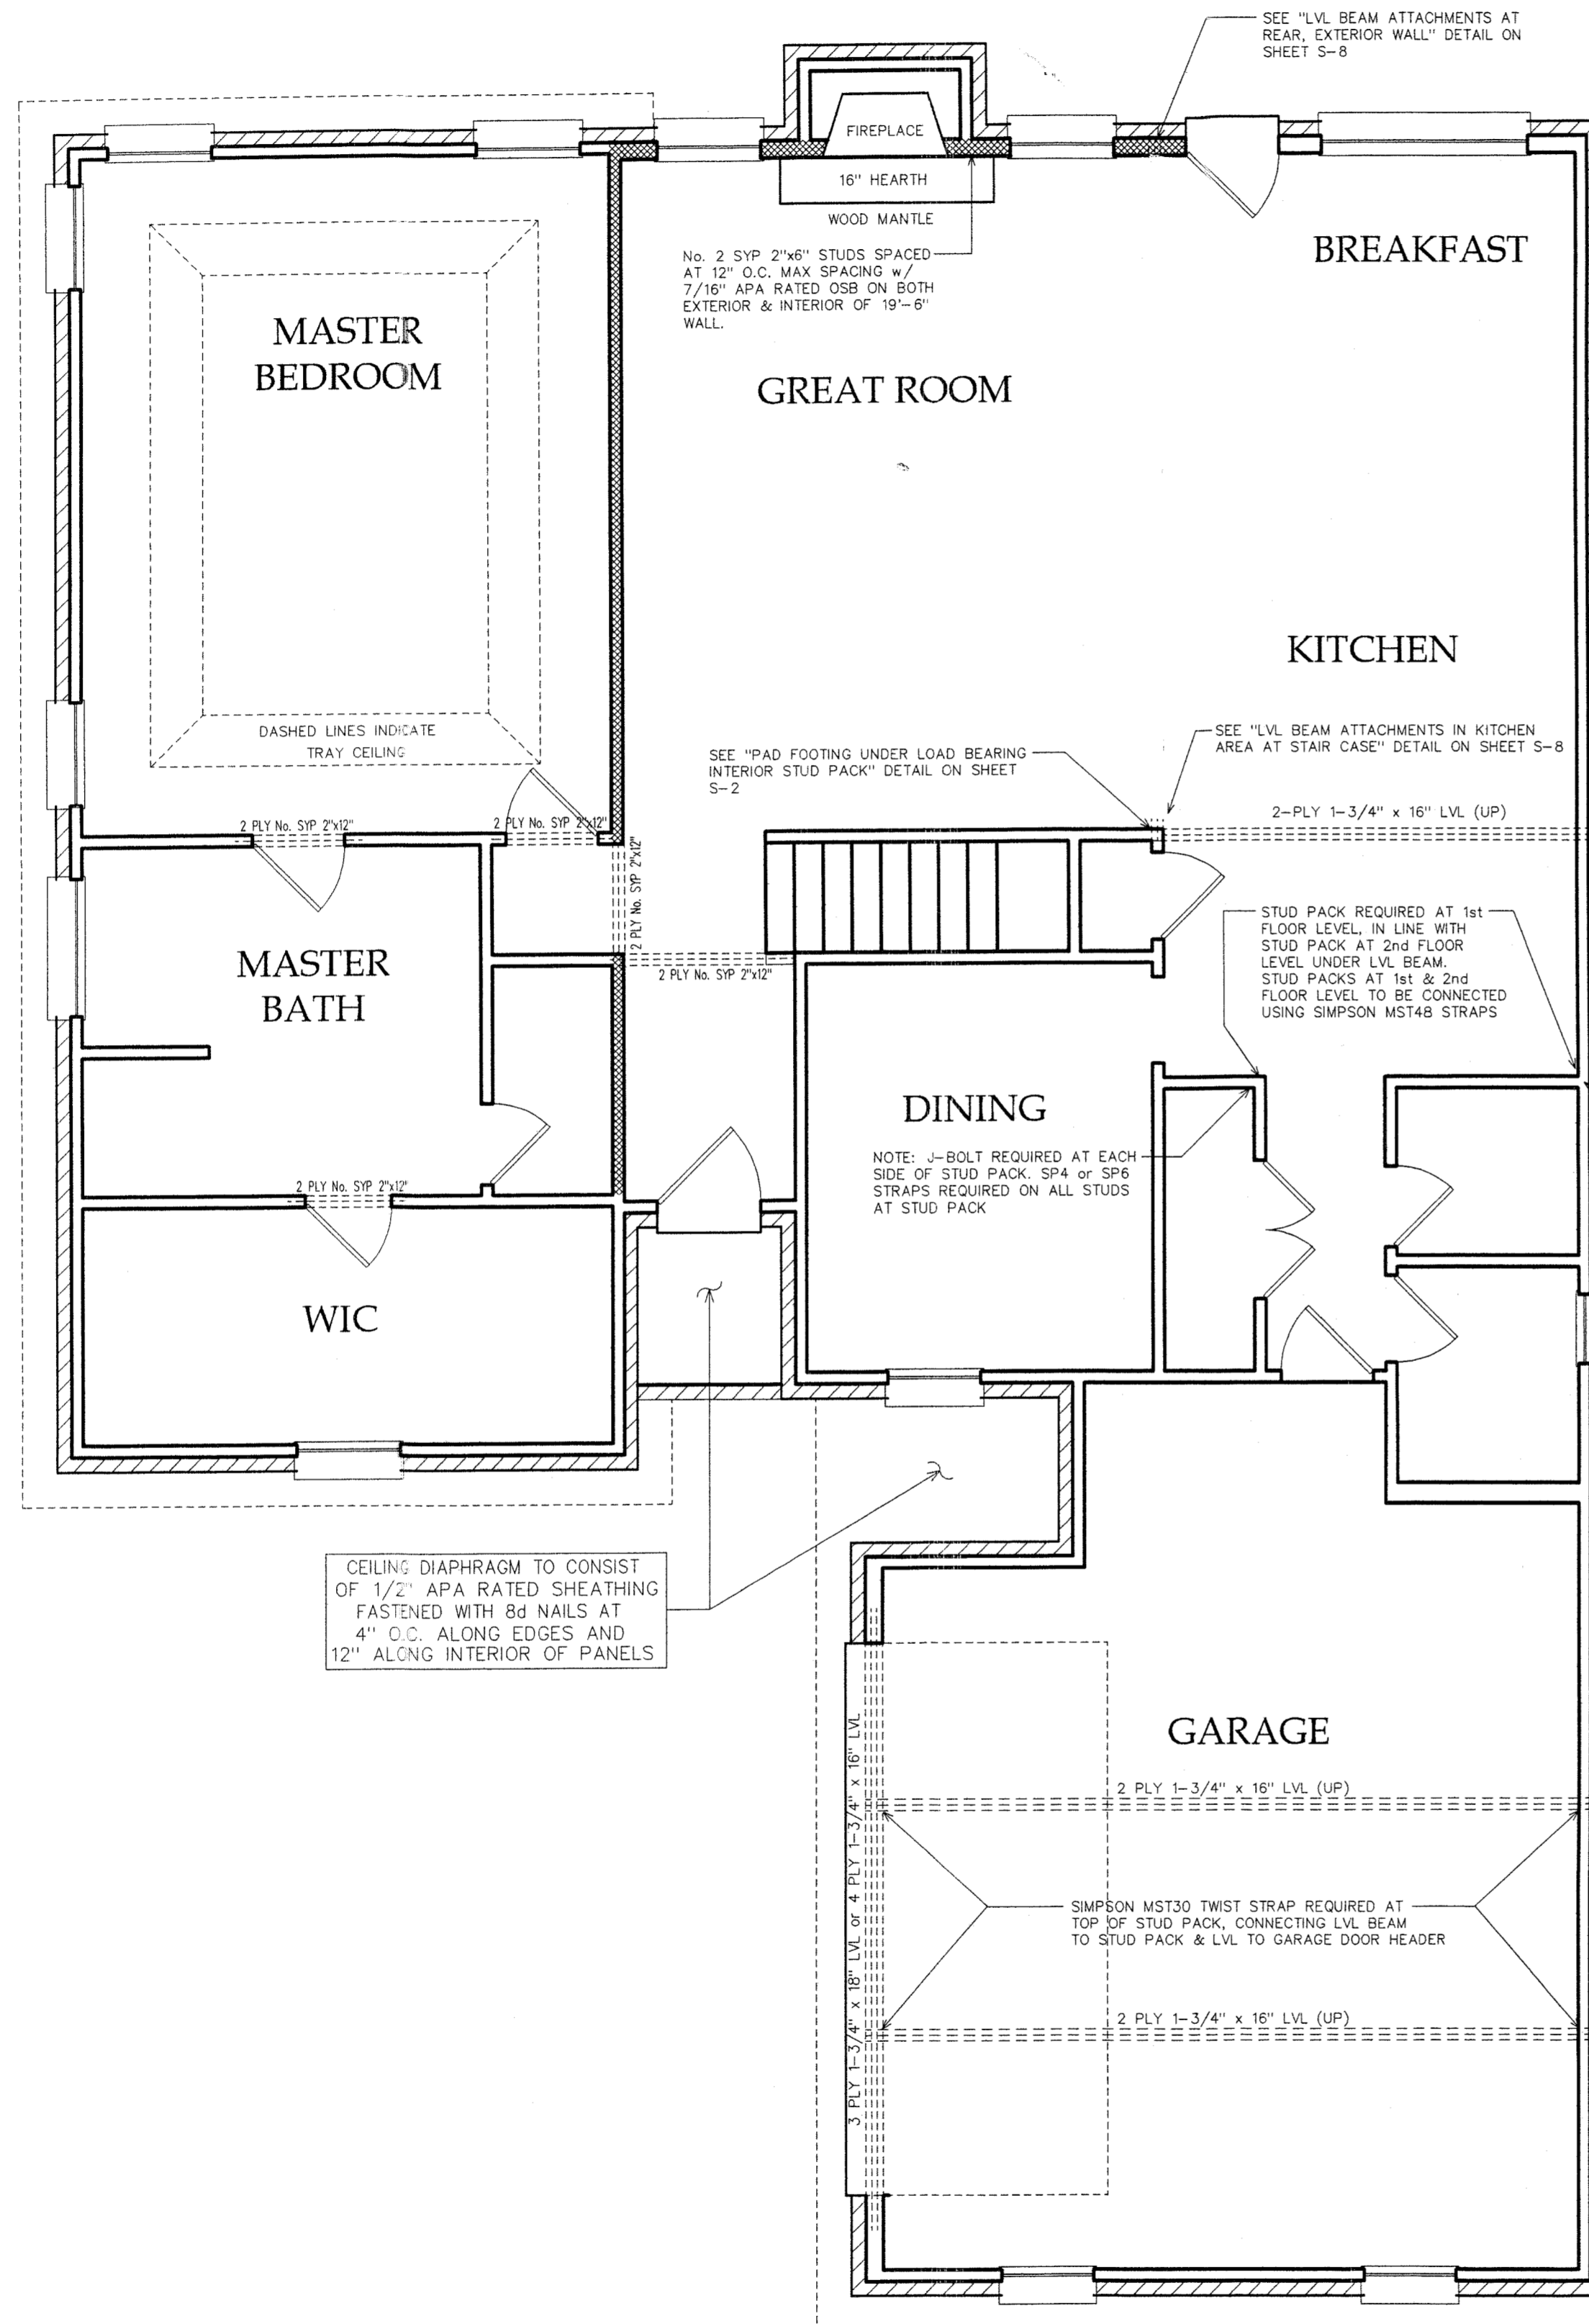 SEE "LVL BEAM ATTACHMENTS AT
REAR, EXTERIOR WALL" DETAIL ON
SHEET S-8
FIREPLACE
16" HEARTH
WOOD MANTLE
No. 2 SYP 2"x6" STUDS SPACED
AT 12" O.C. MAX SPACING w/
7/16" APA RATED OSB ON BOTH
EXTERIOR & INTERIOR OF 19'-6"
WALL.
BREAKFAST
MASTER
BEDROOM
GREAT ROOM
KITCHEN
DASHED LINES INDICATE
TRAY CEILING
SEE "PAD FOOTING UNDER LOAD BEARING
INTERIOR STUD PACK" DETAIL ON SHEET
S-2
SEE "LVL BEAM ATTACHMENTS IN KITCHEN
AREA AT STAIR CASE" DETAIL ON SHEET S-8
2-PLY 1-3/4" x 16" LVL (UP)
2 PLY No. SYP 2"x12"
2 PLY No. SYP 2"x12"
2 PLY No. SYP 2"x12"
2 PLY No. SYP 2"x12"
MASTER
BATH
STUD PACK REQUIRED AT 1st
FLOOR LEVEL, IN LINE WITH
STUD PACK AT 2nd FLOOR
LEVEL UNDER LVL BEAM.
STUD PACKS AT 1st & 2nd
FLOOR LEVEL TO BE CONNECTED
USING SIMPSON MST48 STRAPS
DINING
NOTE: J-BOLT REQUIRED AT EACH
SIDE OF STUD PACK. SP4 or SP6
STRAPS REQUIRED ON ALL STUDS
AT STUD PACK
2 PLY No. SYP 2"x12"
WIC
CEILING DIAPHRAGM TO CONSIST
OF 1/2" APA RATED SHEATHING
FASTENED WITH 8d NAILS AT
4" O.C. ALONG EDGES AND
12" ALONG INTERIOR OF PANELS
GARAGE
2 PLY 1-3/4" x 16" LVL (UP)
3 PLY 1-3/4" x 18" LVL or 4 PLY 1-3/4" x 16" LVL
SIMPSON MST30 TWIST STRAP REQUIRED AT
TOP OF STUD PACK, CONNECTING LVL BEAM
TO STUD PACK & LVL TO GARAGE DOOR HEADER
2 PLY 1-3/4" x 16" LVL (UP)